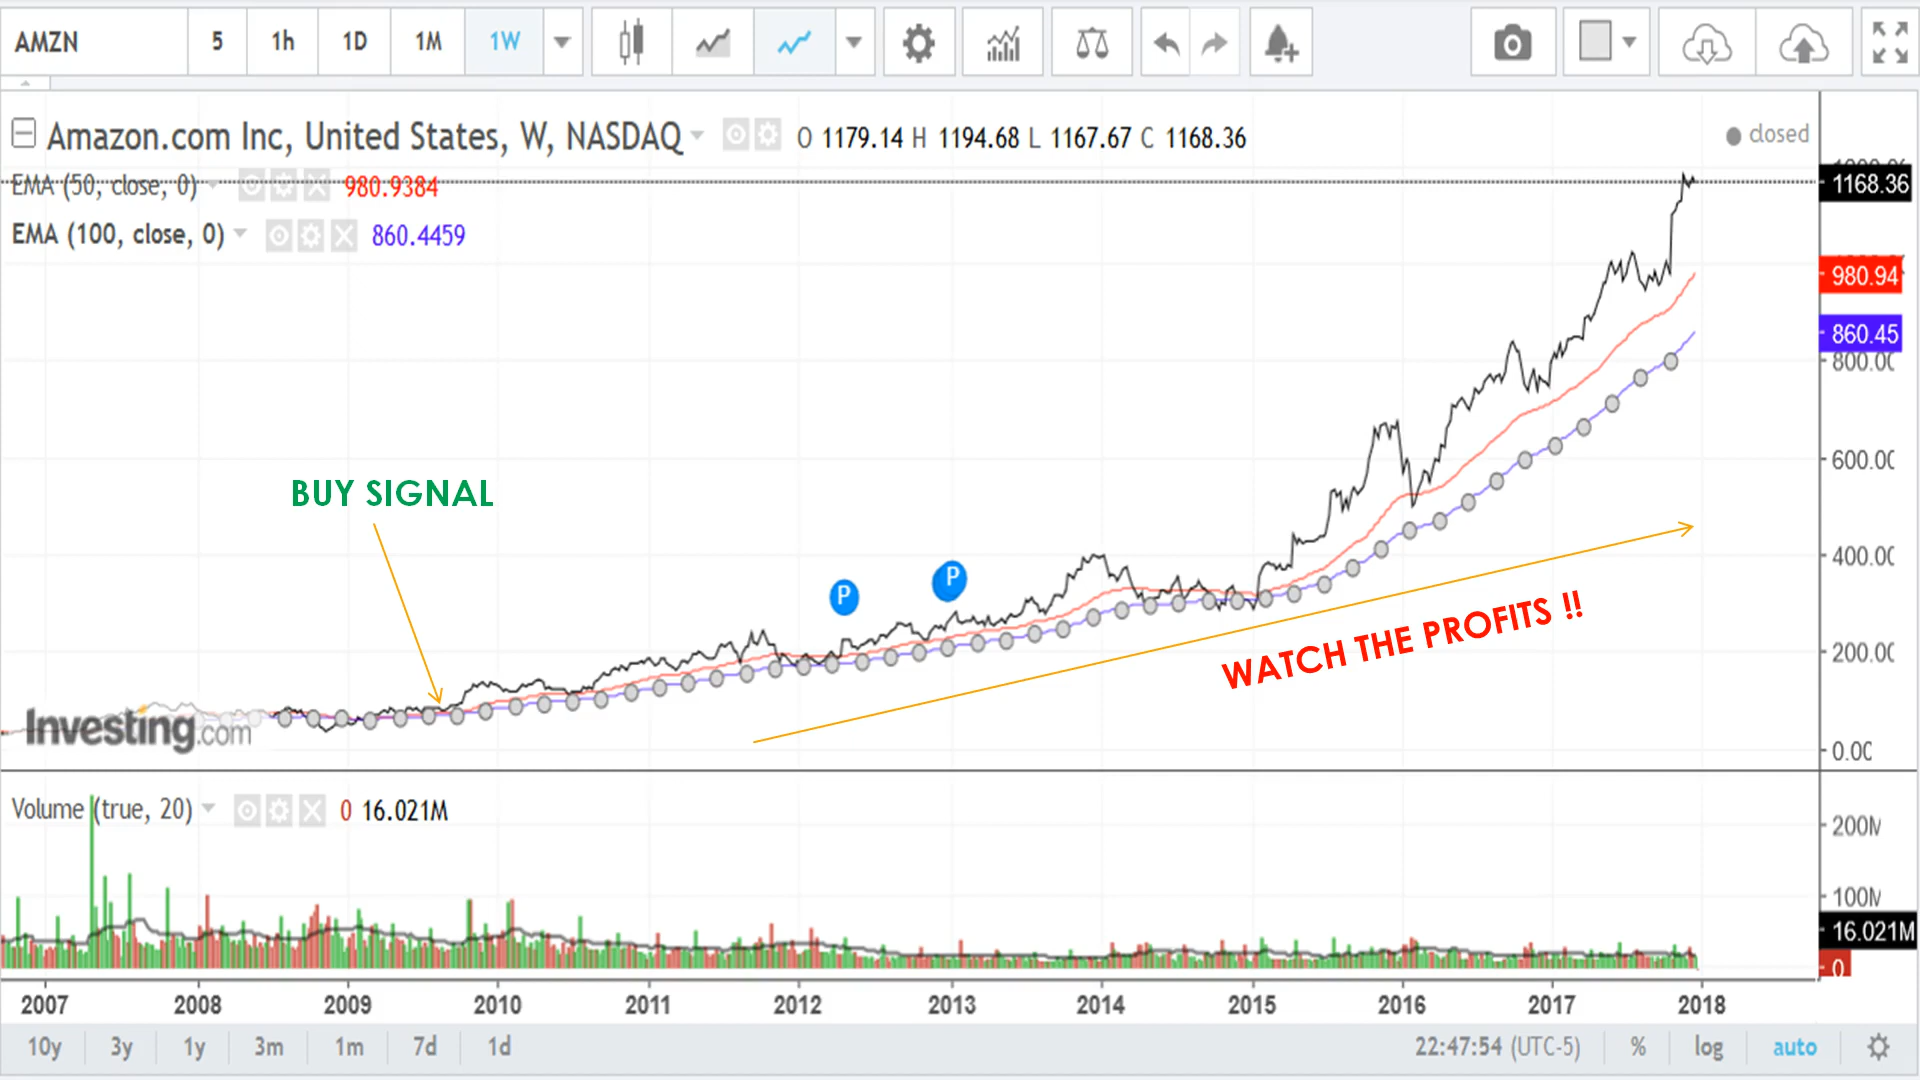 AMZN 5 1h 1D 1M 1W
Amazon.com Inc, United States, W, NASDAQ O 1179.14 H 1194.68 L 1167.67 C 1168.36
closed
EMA (50, close, 0) 980.9384
1168.36
EMA (100, close, 0) 860.4459
980.94
860.45
800.00
600.00
BUY SIGNAL
400.00
P P
WATCH THE PROFITS !!
200.00
Investing.com
0.00
Volume (true, 20) 0 16.021M
200M
100M
16.021M
0
2007 2008 2009 2010 2011 2012 2013 2014 2015 2016 2017 2018
10y 3y 1y 3m 1m 7d 1d 22:47:54 (UTC-5) % log auto